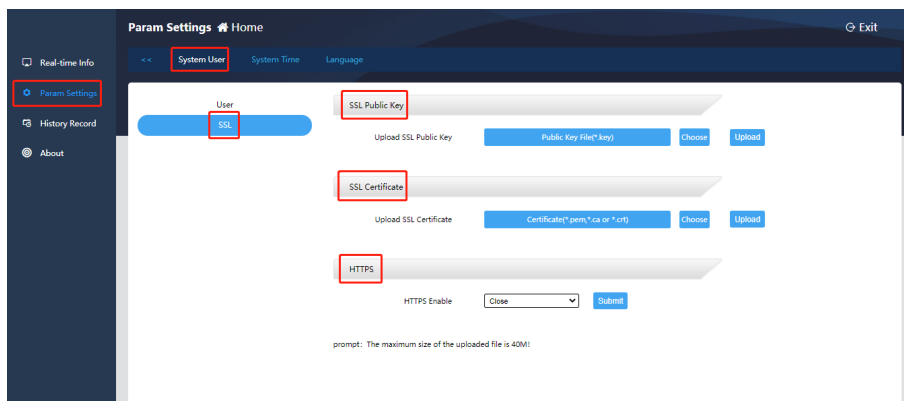 Param Settings Home
Exit
Real-time Info
Param Settings
History Record
About
<< System User System Time Language
User
SSL
SSL Public Key
Upload SSL Public Key Public Key File(*.key) Choose Upload
SSL Certificate
Upload SSL Certificate Certificate(*.pem,*.ca or *.crt) Choose Upload
HTTPS
HTTPS Enable Close Submit
prompt: The maximum size of the uploaded file is 40M!